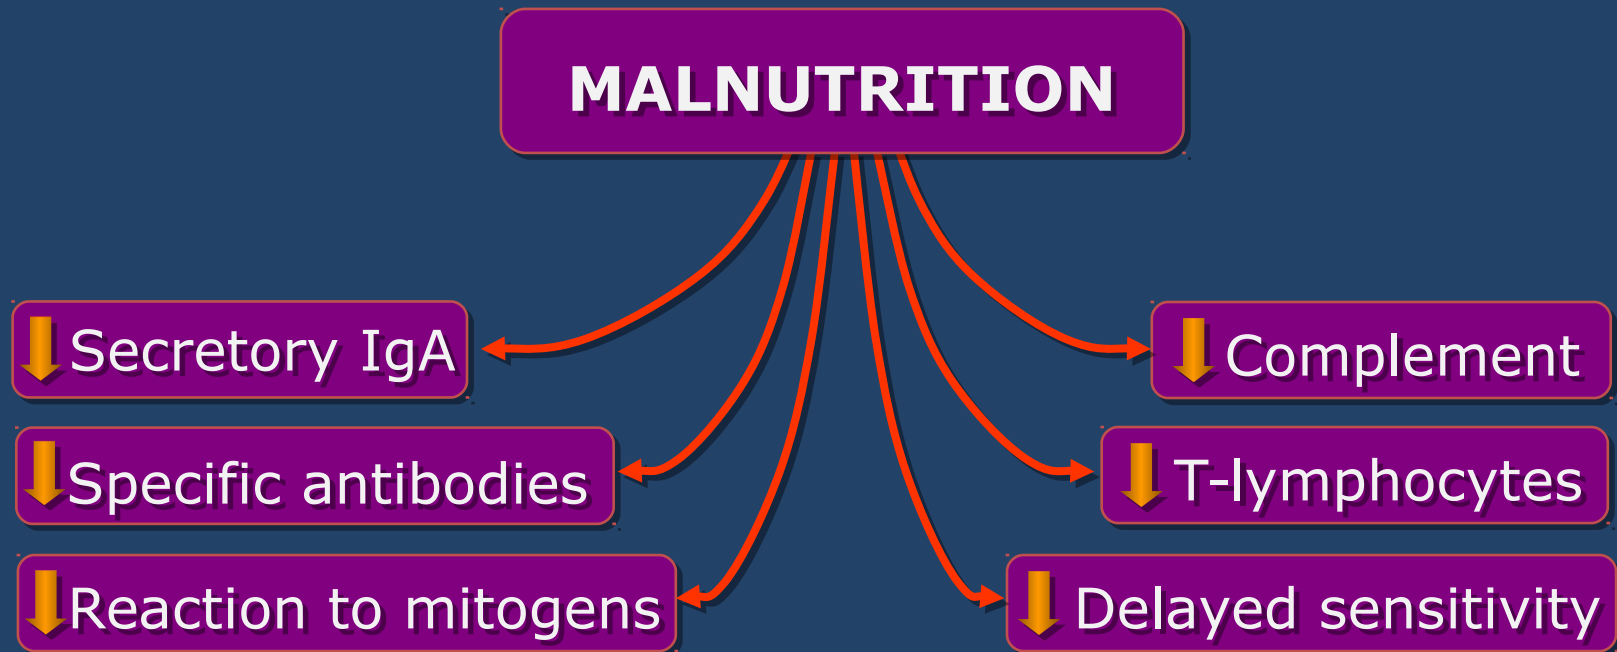 MALNUTRITION
Secretory IgA
Complement
Specific antibodies
T-lymphocytes
Reaction to mitogens
Delayed sensitivity